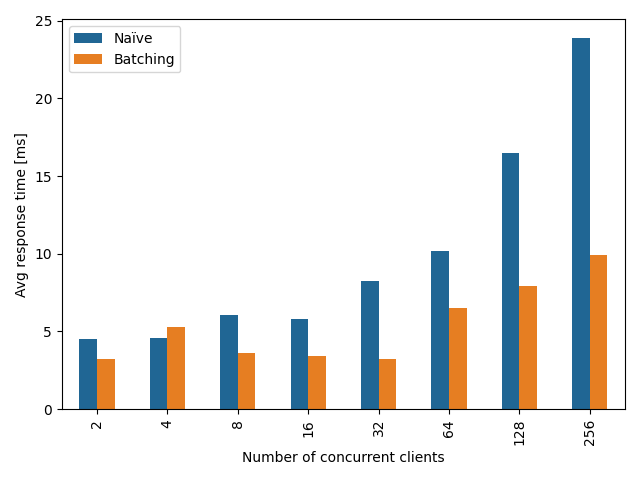 Naïve
Batching
Avg response time [ms]
25
20
15
10
5
0
2 4 8 16 32 64 128 256
Number of concurrent clients